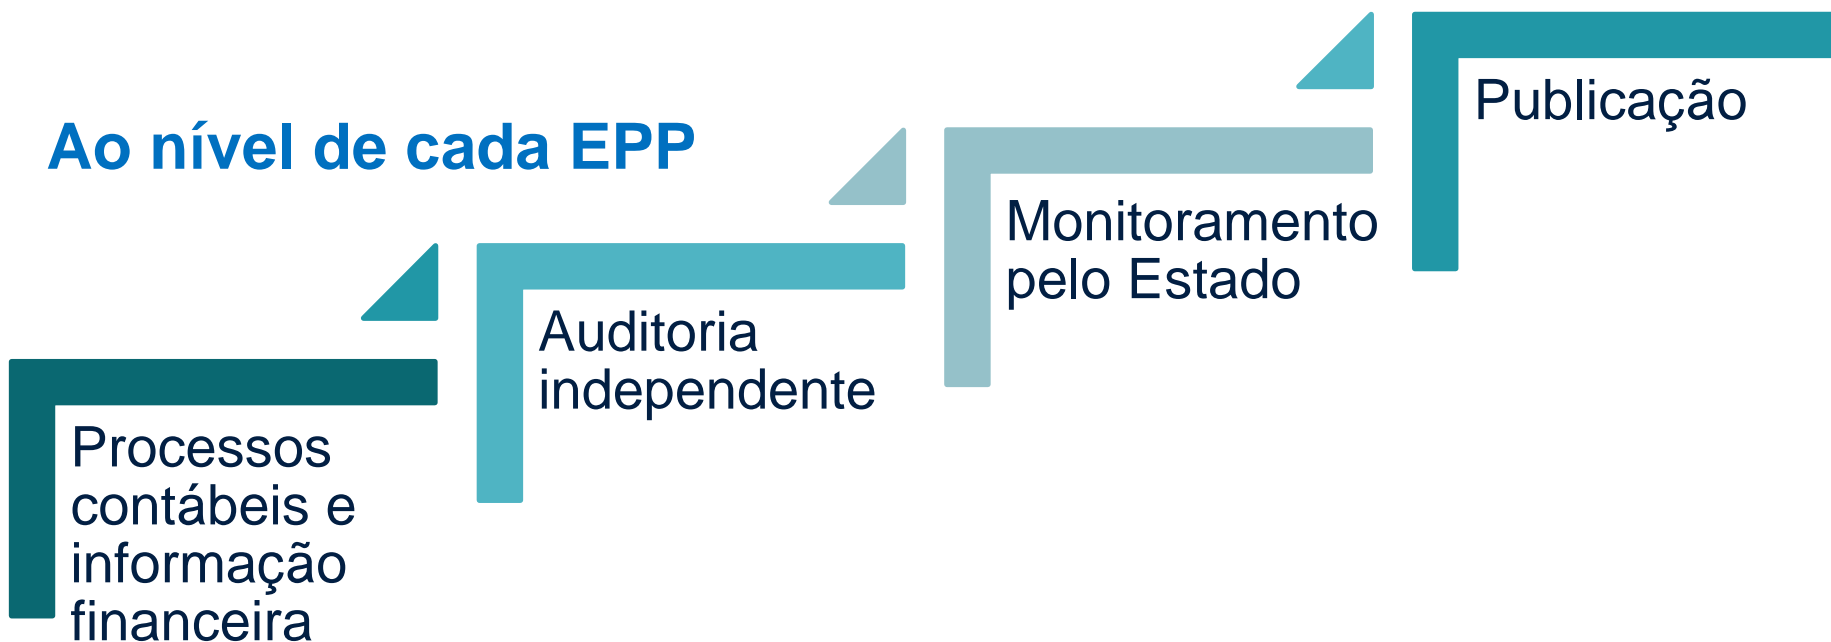 Ao nível de cada EPP
Processos
contábeis e
informação
financeira
Auditoria
independente
Monitoramento
pelo Estado
Publicação